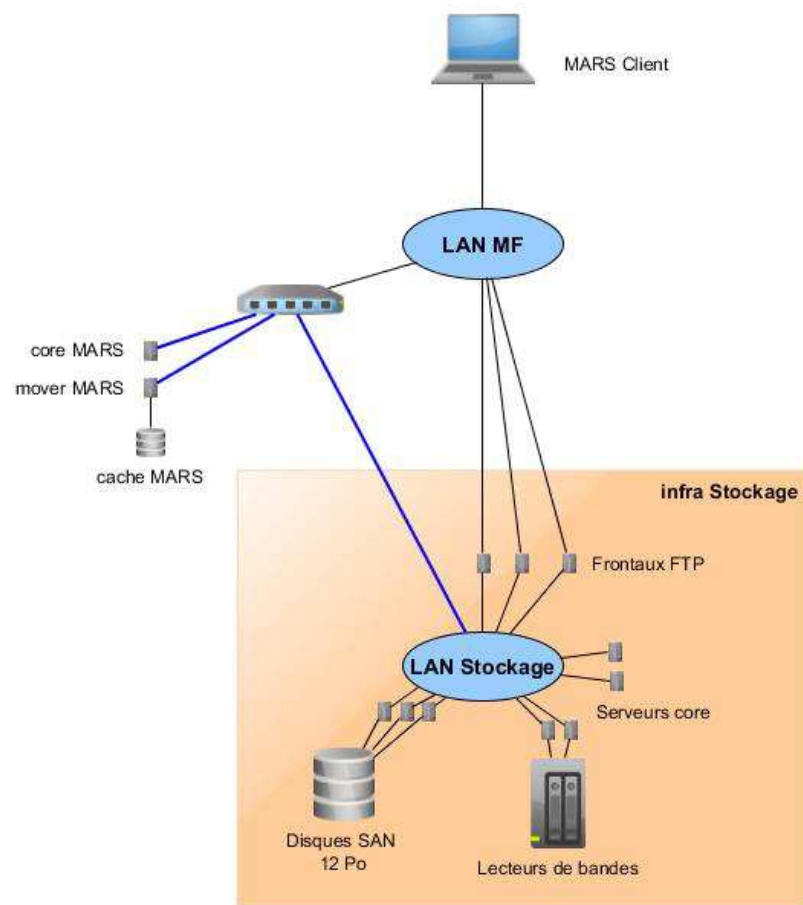 MARS Client
LAN MF
core MARS
mover MARS
cache MARS
infra Stockage
Frontaux FTP
LAN Stockage
Serveurs core
Disques SAN
12 Po
Lecteurs de bandes